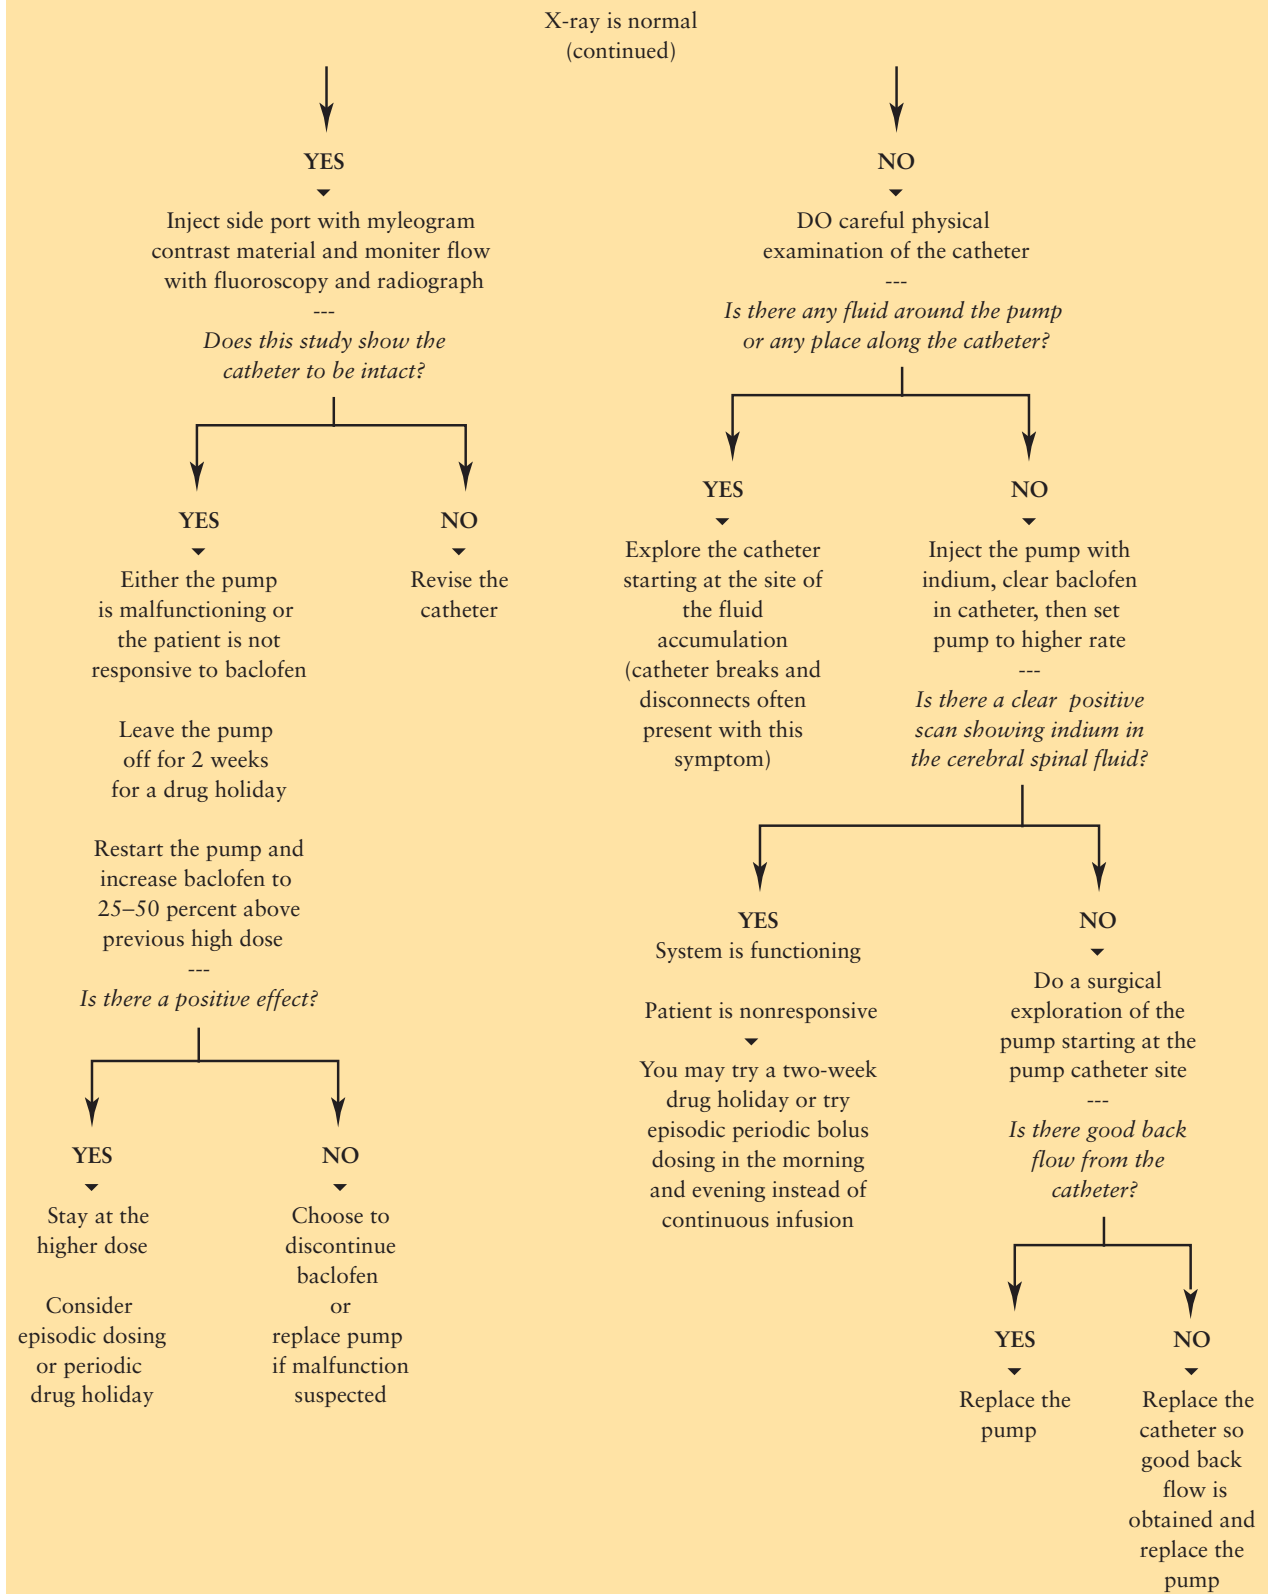 X-ray is normal
(continued)
YES
Inject side port with myleogram
contrast material and moniter flow
with fluoroscopy and radiograph
---
Does this study show the
catheter to be intact?
YES
Either the pump
is malfunctioning or
the patient is not
responsive to baclofen
Leave the pump
off for 2 weeks
for a drug holiday
Restart the pump and
increase baclofen to
25–50 percent above
previous high dose
---
Is there a positive effect?
YES
Stay at the
higher dose
Consider
episodic dosing
or periodic
drug holiday
NO
Choose to
discontinue
baclofen
or
replace pump
if malfunction
suspected
NO
Revise the
catheter
NO
DO careful physical
examination of the catheter
---
Is there any fluid around the pump
or any place along the catheter?
YES
Explore the catheter
starting at the site of
the fluid
accumulation
(catheter breaks and
disconnects often
present with this
symptom)
NO
Inject the pump with
indium, clear baclofen
in catheter, then set
pump to higher rate
---
Is there a clear positive
scan showing indium in
the cerebral spinal fluid?
YES
System is functioning
Patient is nonresponsive
You may try a two-week
drug holiday or try
episodic periodic bolus
dosing in the morning
and evening instead of
continuous infusion
NO
Do a surgical
exploration of the
pump starting at the
pump catheter site
---
Is there good back
flow from the
catheter?
YES
Replace the
pump
NO
Replace the
catheter so
good back
flow is
obtained and
replace the
pump